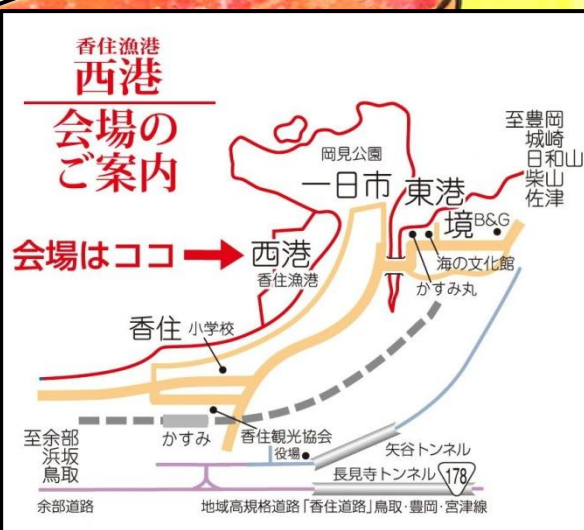 香住漁港
西港
会場の
ご案内
至豊岡
城崎
日和山
柴山
佐津
岡見公園
一日市
東港
境
B&G
海の文化館
かすみ丸
会場はココ
西港
香住漁港
香住
小学校
至余部
浜坂
鳥取
かすみ
香住観光協会
役場
矢谷トンネル
長見寺トンネル
178
余部道路
地域高規格道路「香住道路」鳥取・豊岡・宮津線